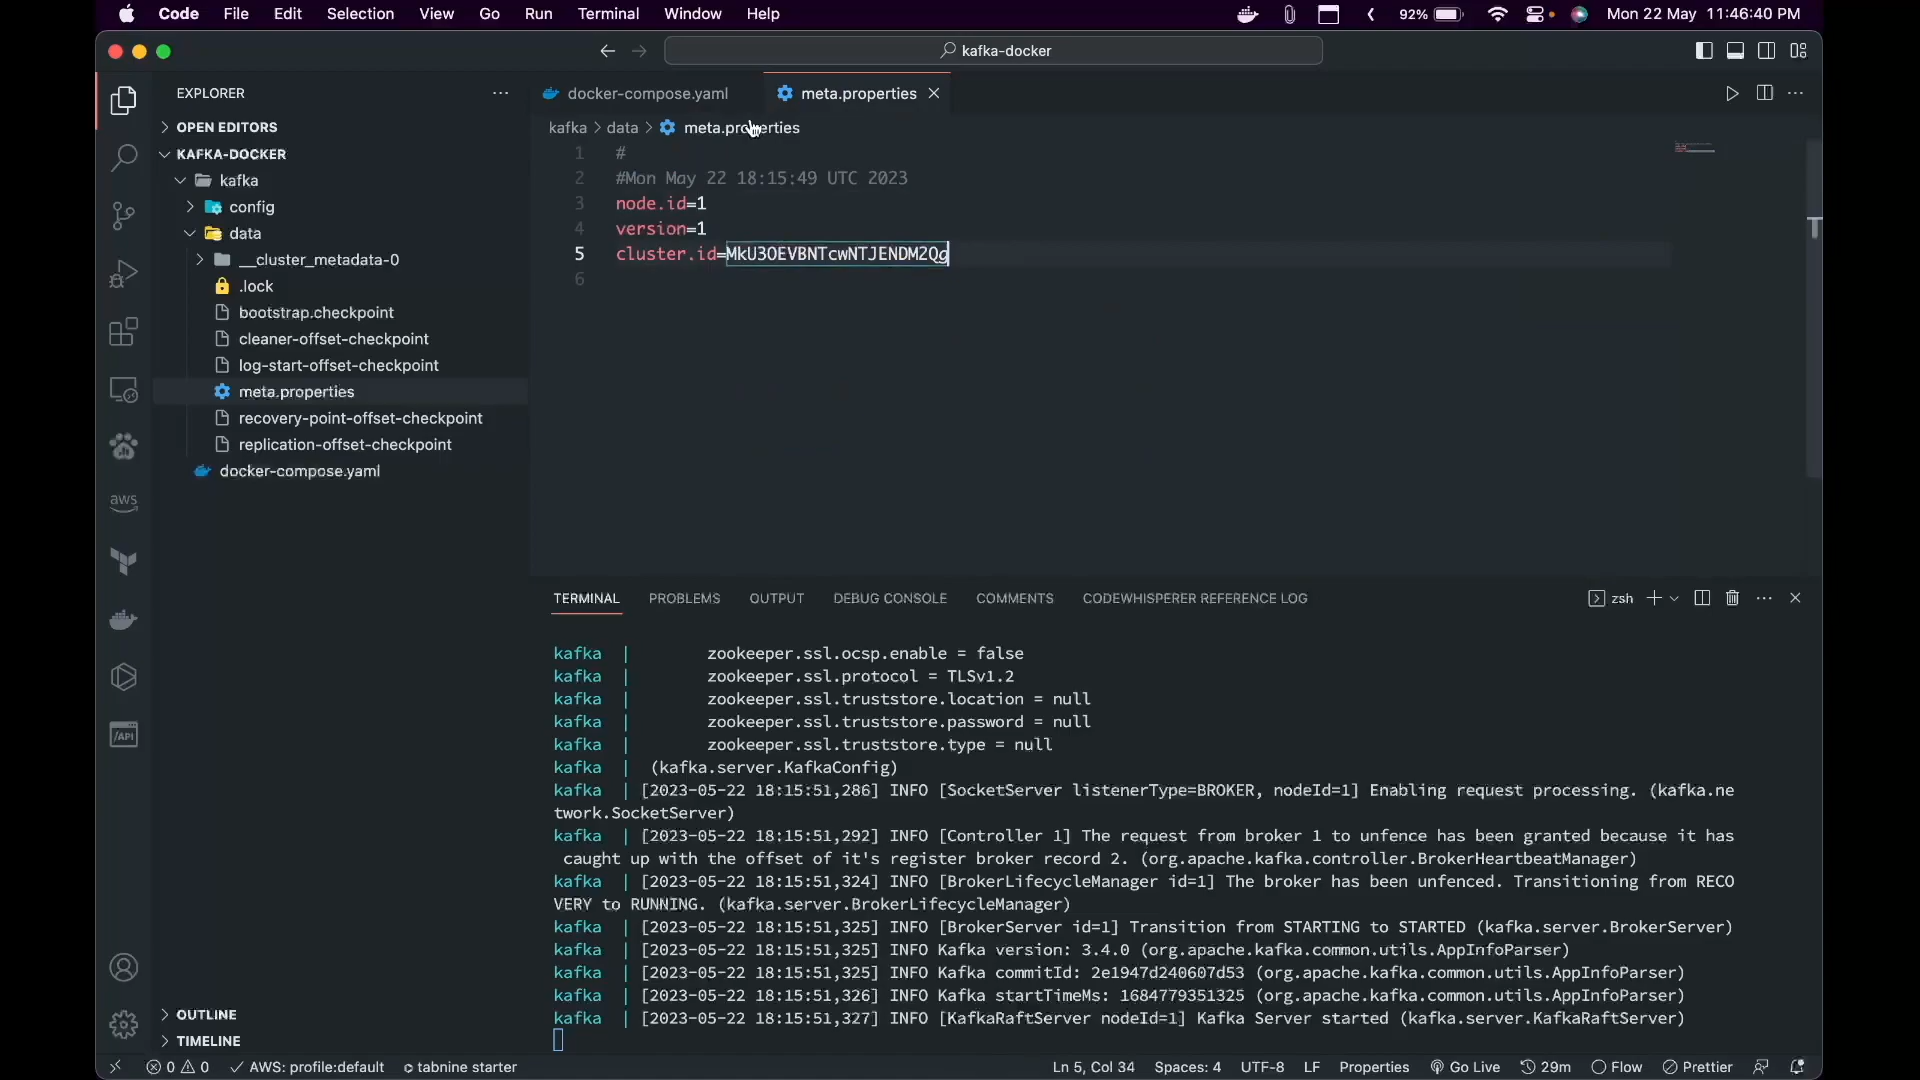 Code File Edit Selection View Go Run Terminal Window Help 92% Mon 22 May 11:46:40 PM
kafka-docker
EXPLORER
OPEN EDITORS
KAFKA-DOCKER
kafka
config
data
__cluster_metadata-0
.lock
bootstrap.checkpoint
cleaner-offset-checkpoint
log-start-offset-checkpoint
meta.properties
recovery-point-offset-checkpoint
replication-offset-checkpoint
docker-compose.yaml
OUTLINE
TIMELINE
aws
/API
docker-compose.yaml meta.properties
kafka > data > meta.properties
1 #
2 #Mon May 22 18:15:49 UTC 2023
3 node.id=1
4 version=1
5 cluster.id=MkU3OEVBNTcwNTJENDM2Qg
6
TERMINAL PROBLEMS OUTPUT DEBUG CONSOLE COMMENTS CODEWHISPERER REFERENCE LOG zsh
kafka | zookeeper.ssl.ocsp.enable = false
kafka | zookeeper.ssl.protocol = TLSv1.2
kafka | zookeeper.ssl.truststore.location = null
kafka | zookeeper.ssl.truststore.password = null
kafka | zookeeper.ssl.truststore.type = null
kafka | (kafka.server.KafkaConfig)
kafka | [2023-05-22 18:15:51,286] INFO [SocketServer listenerType=BROKER, nodeId=1] Enabling request processing. (kafka.ne
twork.SocketServer)
kafka | [2023-05-22 18:15:51,292] INFO [Controller 1] The request from broker 1 to unfence has been granted because it has
caught up with the offset of it's register broker record 2. (org.apache.kafka.controller.BrokerHeartbeatManager)
kafka | [2023-05-22 18:15:51,324] INFO [BrokerLifecycleManager id=1] The broker has been unfenced. Transitioning from RECO
VERY to RUNNING. (kafka.server.BrokerLifecycleManager)
kafka | [2023-05-22 18:15:51,325] INFO [BrokerServer id=1] Transition from STARTING to STARTED (kafka.server.BrokerServer)
kafka | [2023-05-22 18:15:51,325] INFO Kafka version: 3.4.0 (org.apache.kafka.common.utils.AppInfoParser)
kafka | [2023-05-22 18:15:51,325] INFO Kafka commitId: 2e1947d240607d53 (org.apache.kafka.common.utils.AppInfoParser)
kafka | [2023-05-22 18:15:51,326] INFO Kafka startTimeMs: 1684779351325 (org.apache.kafka.common.utils.AppInfoParser)
kafka | [2023-05-22 18:15:51,327] INFO [KafkaRaftServer nodeId=1] Kafka Server started (kafka.server.KafkaRaftServer)
0 0 AWS: profile:default tabnine starter Ln 5, Col 34 Spaces: 4 UTF-8 LF Properties Go Live 29m Flow Prettier